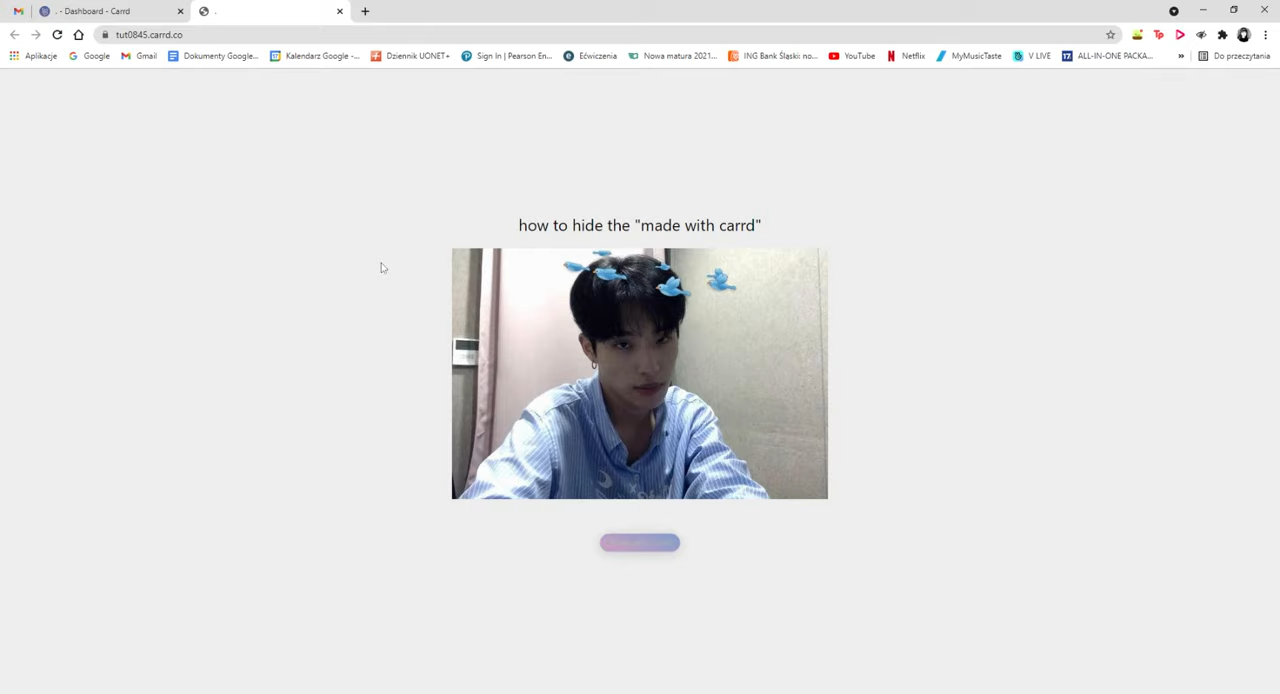 . - Dashboard - Carrd
.
tut0845.carrd.co
Aplikacje
Google
Gmail
Dokumenty Google...
Kalendarz Google -...
Dziennik UONET+
Sign In | Pearson En...
Ećwiczenia
Nowa matura 2021...
ING Bank Śląski: no...
YouTube
Netflix
MyMusicTaste
V LIVE
ALL-IN-ONE PACKA...
»
Do przeczytania
how to hide the "made with carrd"